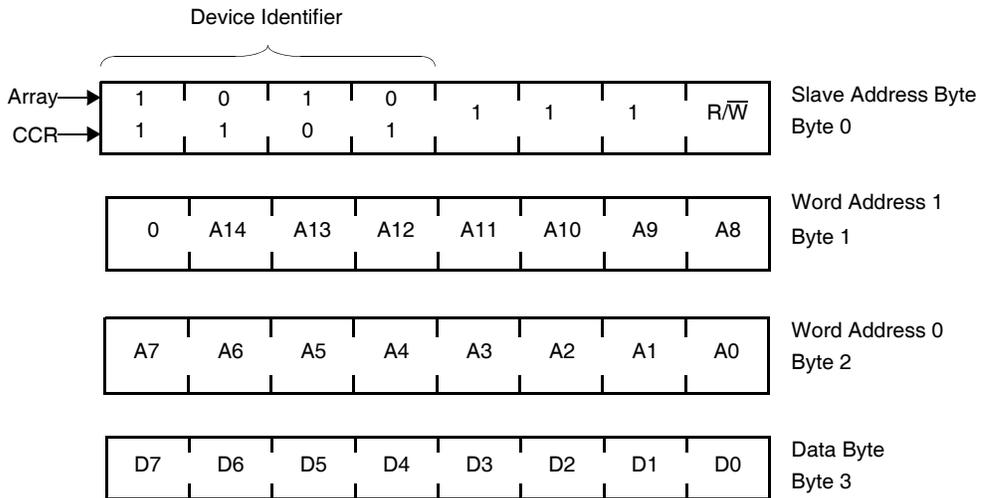 Device Identifier
Array 1 0 1 0 1 1 1 R/W̅ Slave Address Byte
CCR 1 1 0 1 Byte 0
0 A14 A13 A12 A11 A10 A9 A8 Word Address 1
Byte 1
A7 A6 A5 A4 A3 A2 A1 A0 Word Address 0
Byte 2
D7 D6 D5 D4 D3 D2 D1 D0 Data Byte
Byte 3